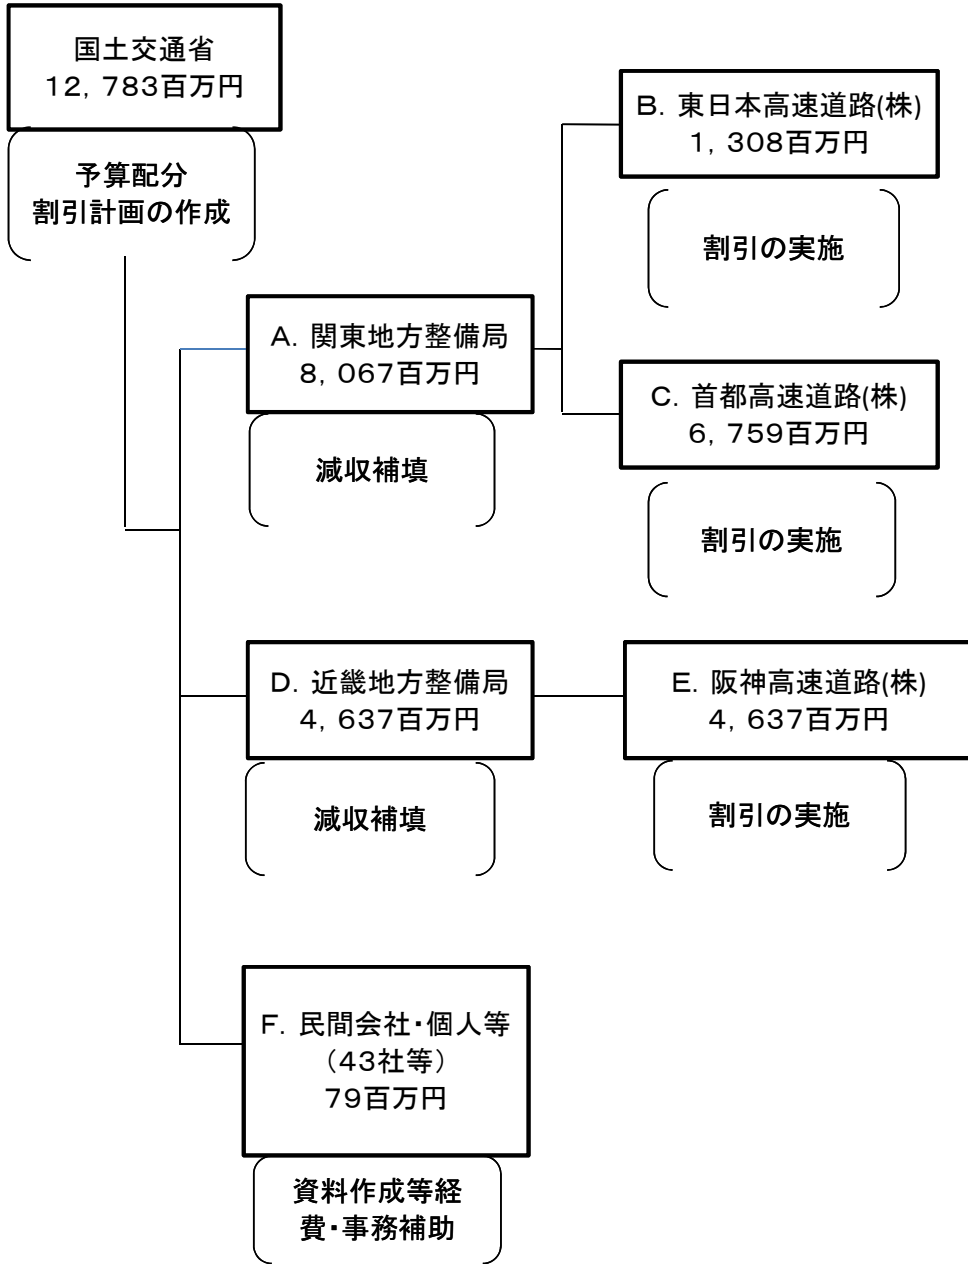 国土交通省
１２，７８３百万円
予算配分
割引計画の作成
B．東日本高速道路(株)
１，３０８百万円
割引の実施
A．関東地方整備局
８，０６７百万円
減収補填
C．首都高速道路(株)
６，７５９百万円
割引の実施
D．近畿地方整備局
４，６３７百万円
減収補填
E．阪神高速道路(株)
４，６３７百万円
割引の実施
F．民間会社・個人等
（４３社等）
７９百万円
資料作成等経
費・事務補助